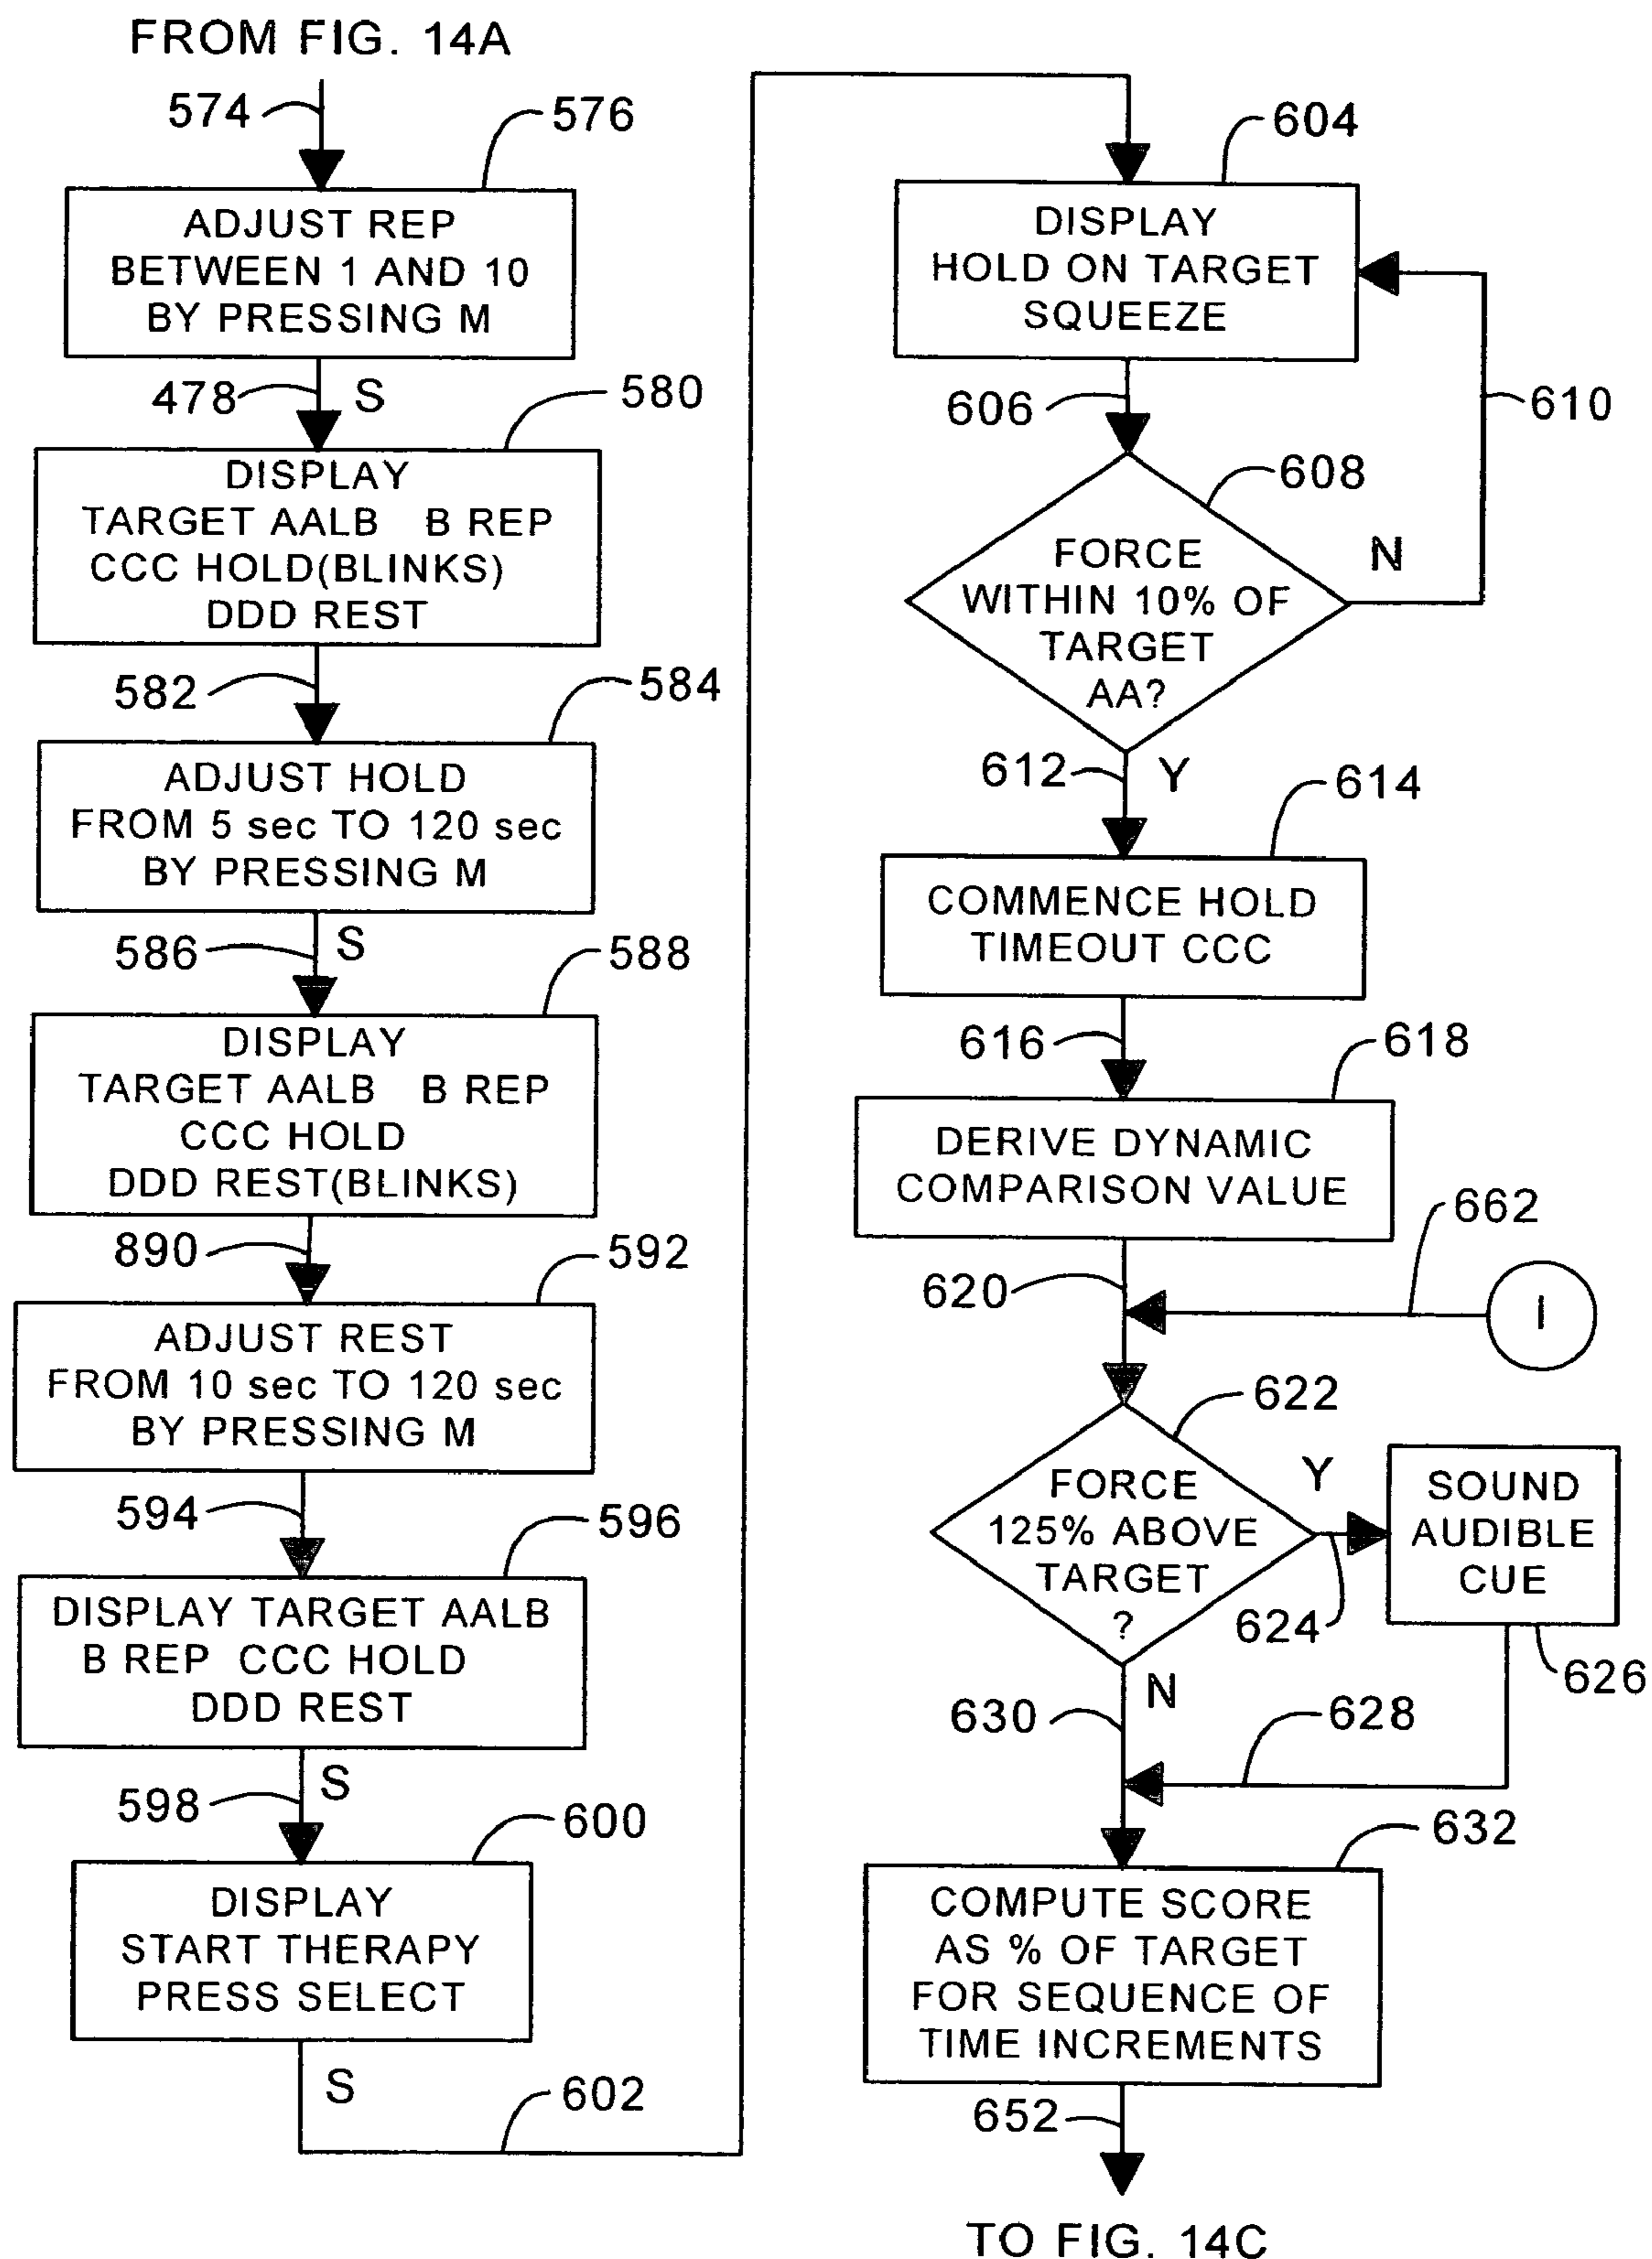 FROM FIG. 14A
574
576
ADJUST REP
BETWEEN 1 AND 10
BY PRESSING M
478
S
580
DISPLAY
TARGET AALB B REP
CCC HOLD(BLINKS)
DDD REST
582
584
ADJUST HOLD
FROM 5 sec TO 120 sec
BY PRESSING M
586
S
588
DISPLAY
TARGET AALB B REP
CCC HOLD
DDD REST(BLINKS)
890
592
ADJUST REST
FROM 10 sec TO 120 sec
BY PRESSING M
594
596
DISPLAY TARGET AALB
B REP CCC HOLD
DDD REST
598
S
600
DISPLAY
START THERAPY
PRESS SELECT
S
602
604
DISPLAY
HOLD ON TARGET
SQUEEZE
606
610
608
FORCE
WITHIN 10% OF
TARGET
AA?
N
612
Y
614
COMMENCE HOLD
TIMEOUT CCC
616
618
DERIVE DYNAMIC
COMPARISON VALUE
662
620
I
622
FORCE
125% ABOVE
TARGET
?
Y
624
SOUND
AUDIBLE
CUE
626
N
630
628
632
COMPUTE SCORE
AS % OF TARGET
FOR SEQUENCE OF
TIME INCREMENTS
652
TO FIG. 14C